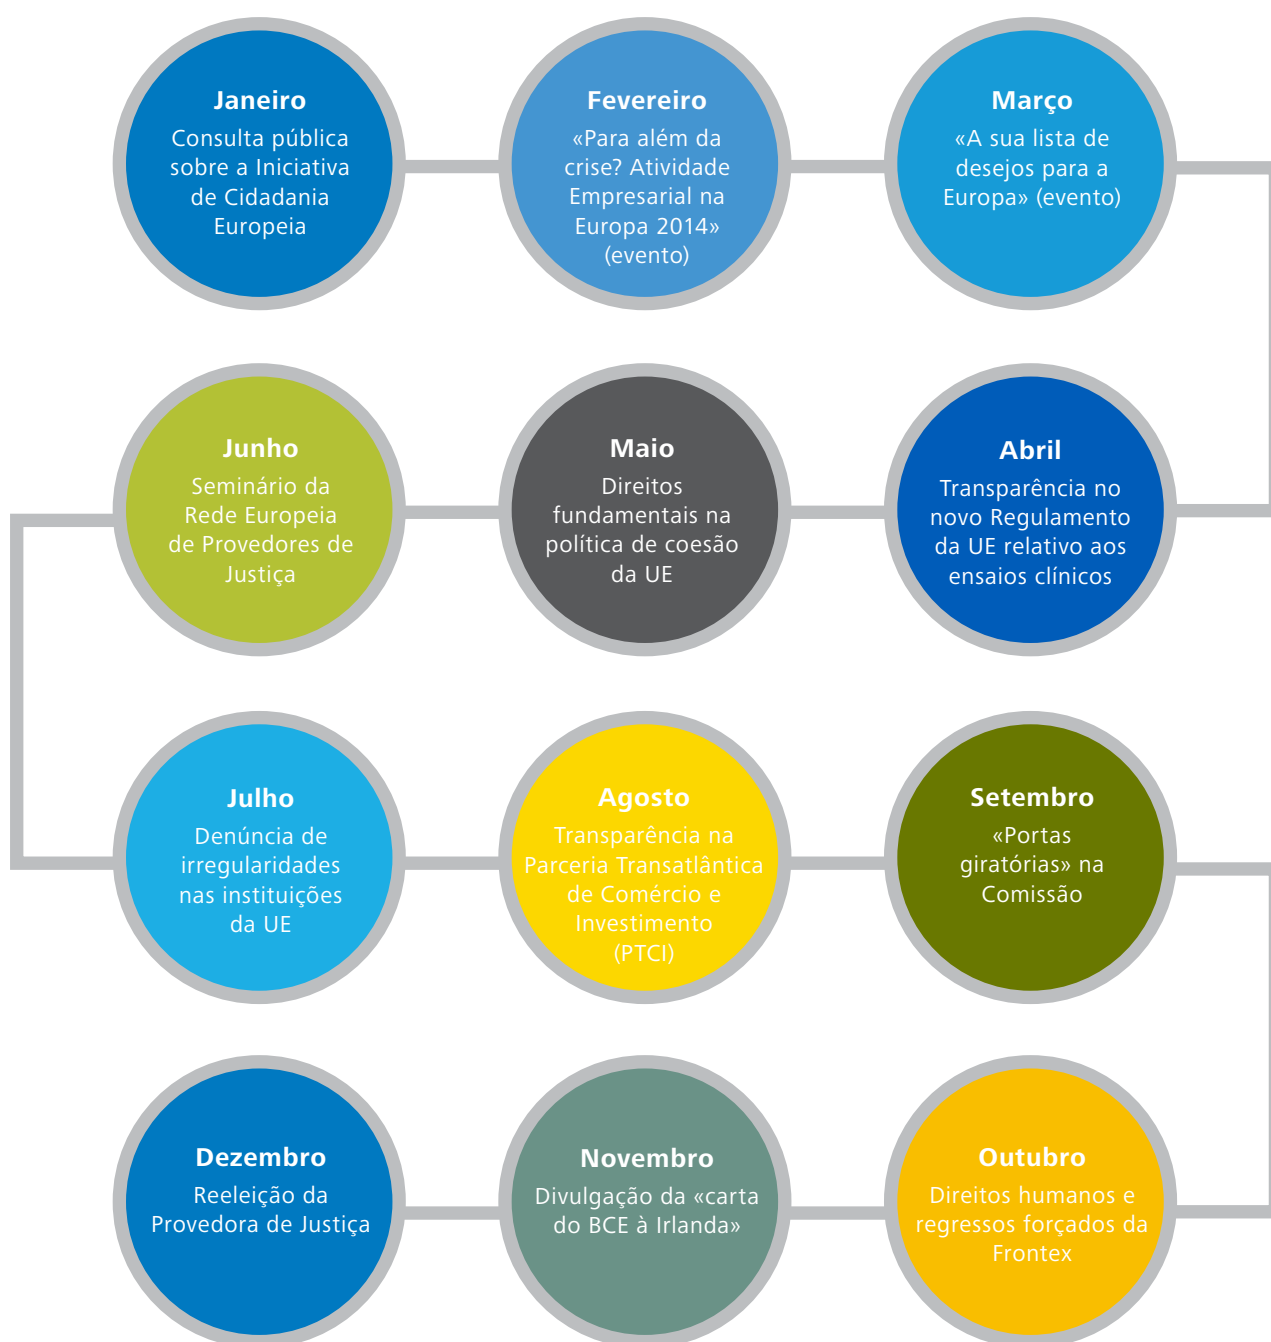 Janeiro
Consulta pública
sobre a Iniciativa
de Cidadania
Europeia
Fevereiro
«Para além da
crise? Atividade
Empresarial na
Europa 2014»
(evento)
Março
«A sua lista de
desejos para a
Europa» (evento)
Abril
Transparência no
novo Regulamento
da UE relativo aos
ensaios clínicos
Maio
Direitos
fundamentais na
política de coesão
da UE
Junho
Seminário da
Rede Europeia
de Provedores de
Justiça
Julho
Denúncia de
irregularidades
nas instituições
da UE
Agosto
Transparência na
Parceria Transatlântica
de Comércio e
Investimento
(PTCI)
Setembro
«Portas
giratórias» na
Comissão
Outubro
Direitos humanos e
regressos forçados da
Frontex
Novembro
Divulgação da «carta
do BCE à Irlanda»
Dezembro
Reeleição da
Provedora de Justiça